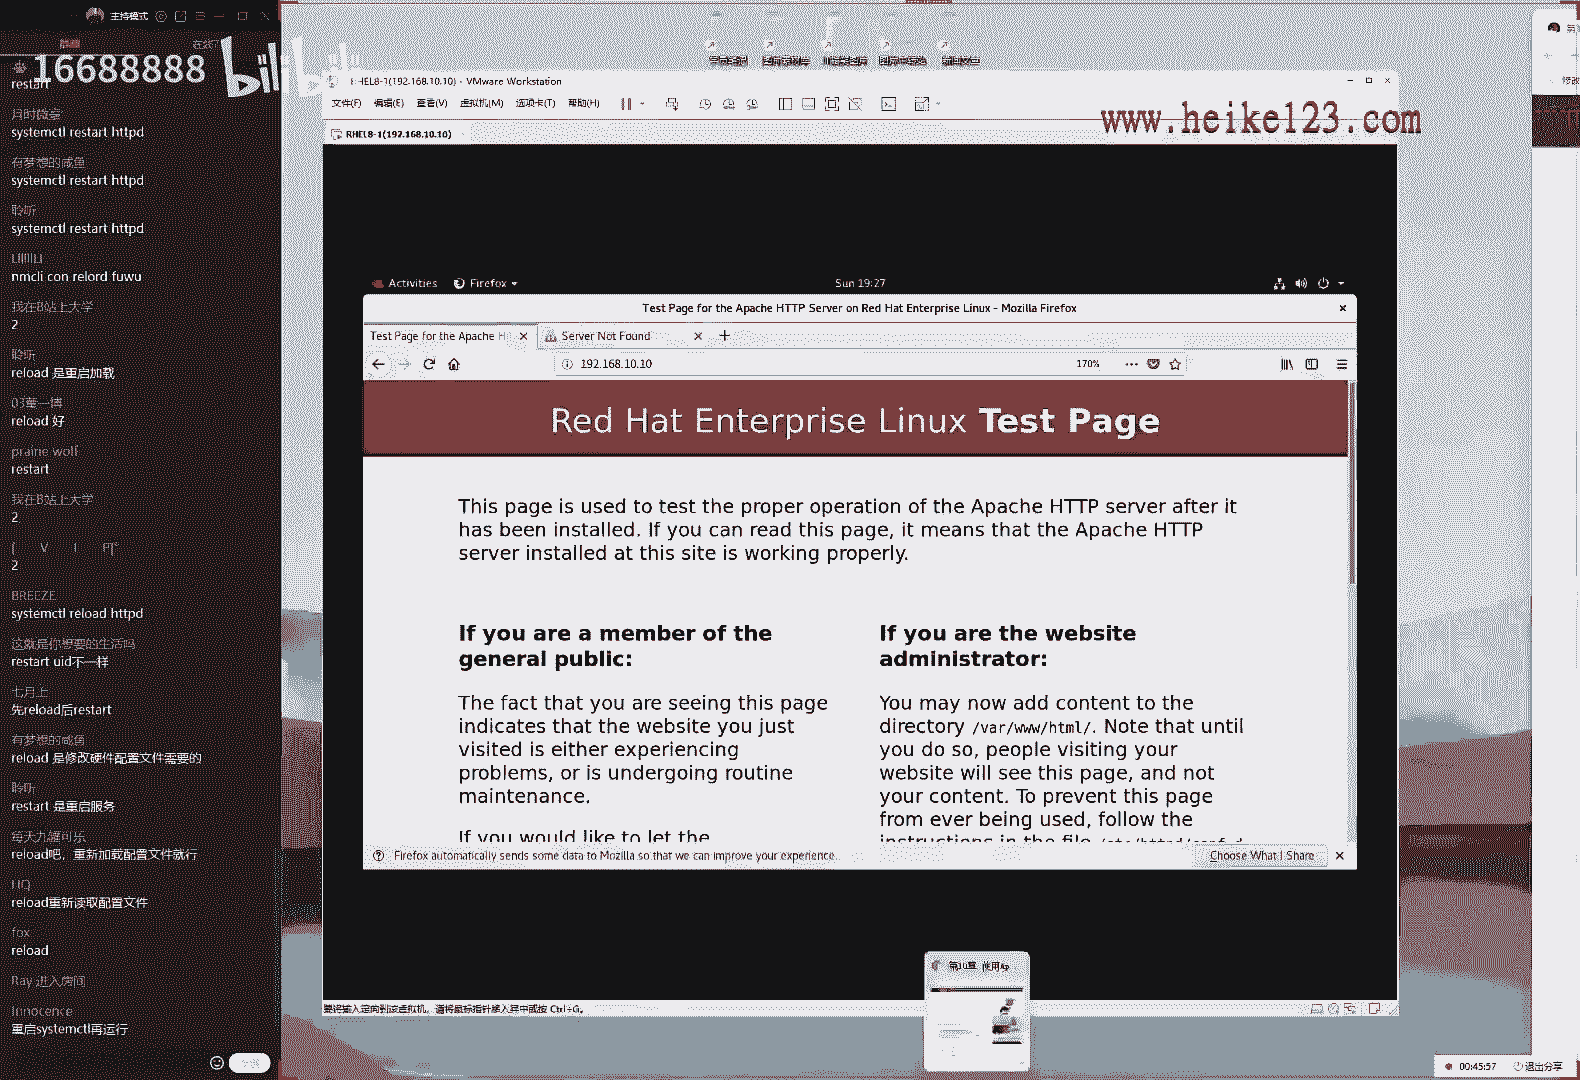 主持模式
16688888
bilibili
restart
systemctl restart httpd
有梦想的咸鱼
systemctl restart httpd
聆听
systemctl restart httpd
nmcli con relord fuwu
我在B站上大学
2
聆听
reload 是重启加载
reload 好
prairie wolf
restart
我在B站上大学
2
2
BREEZE
systemctl reload httpd
这就是你想要的生活吗
restart uid不一样
七月上
先reload后restart
有梦想的咸鱼
reload 是修改硬件配置文件需要的
聆听
restart 是重启服务
每天九罐可乐
reload吧，重新加载配置文件就行
HQ
reload重新读取配置文件
fox
reload
Ray 进入房间
Innocence
重启systemctl再运行
RHEL8-1(192.168.10.10) - VMware Workstation
文件(F) 编辑(E) 查看(V) 虚拟机(M) 选项卡(T) 帮助(H)
RHEL8-1(192.168.10.10)
www.heike123.com
Activities Firefox Sun 19:27
Test Page for the Apache HTTP Server on Red Hat Enterprise Linux - Mozilla Firefox
Test Page for the Apache H
Server Not Found
192.168.10.10 170%
Red Hat Enterprise Linux Test Page
This page is used to test the proper operation of the Apache HTTP server after it
has been installed. If you can read this page, it means that the Apache HTTP
server installed at this site is working properly.
If you are a member of the
general public:
The fact that you are seeing this page
indicates that the website you just
visited is either experiencing
problems, or is undergoing routine
maintenance.
If you would like to let the
If you are the website
administrator:
You may now add content to the
directory /var/www/html/. Note that until
you do so, people visiting your
website will see this page, and not
your content. To prevent this page
from ever being used, follow the
instructions in the file
Firefox automatically sends some data to Mozilla so that we can improve your experience.
Choose What I Share
要将输入定向到该虚拟机，请将鼠标指针移入其中或按 Ctrl+G。
第10章 使用
00:45:57 退出分享